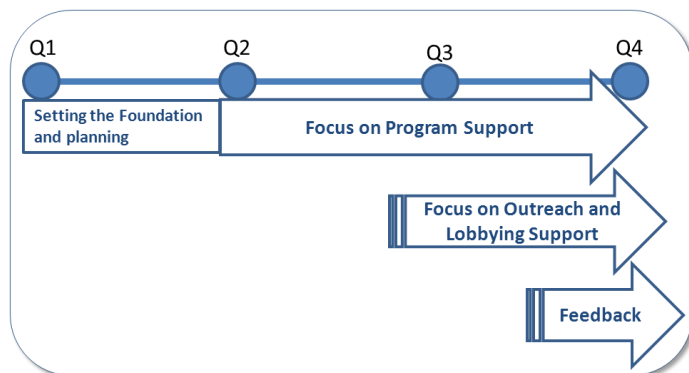 Q1
Q2
Q3
Q4
Setting the Foundation
and planning
Focus on Program Support
Focus on Outreach and
Lobbying Support
Feedback